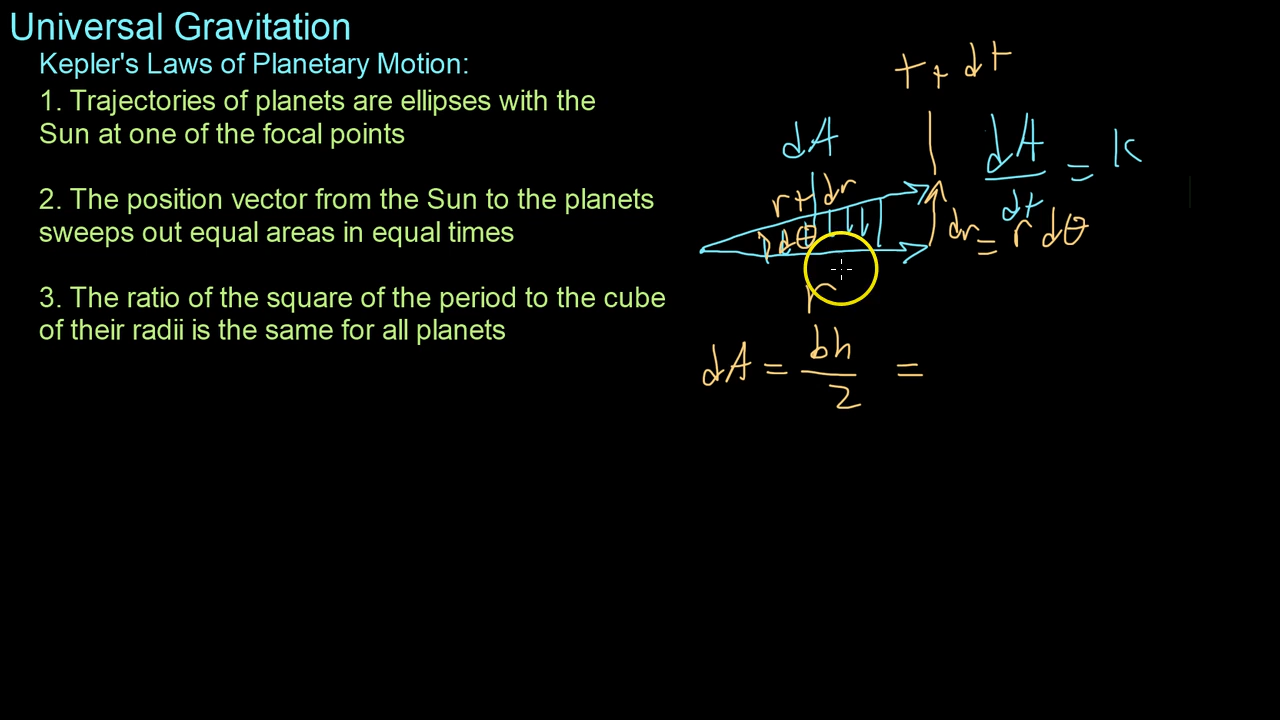 Universal Gravitation
Kepler's Laws of Planetary Motion:
1. Trajectories of planets are ellipses with the
Sun at one of the focal points
2. The position vector from the Sun to the planets
sweeps out equal areas in equal times
3. The ratio of the square of the period to the cube
of their radii is the same for all planets
t + dt
dA
dA/dt = K
r + dr
dθ
dr = r dθ
r
dA = bh/2 =